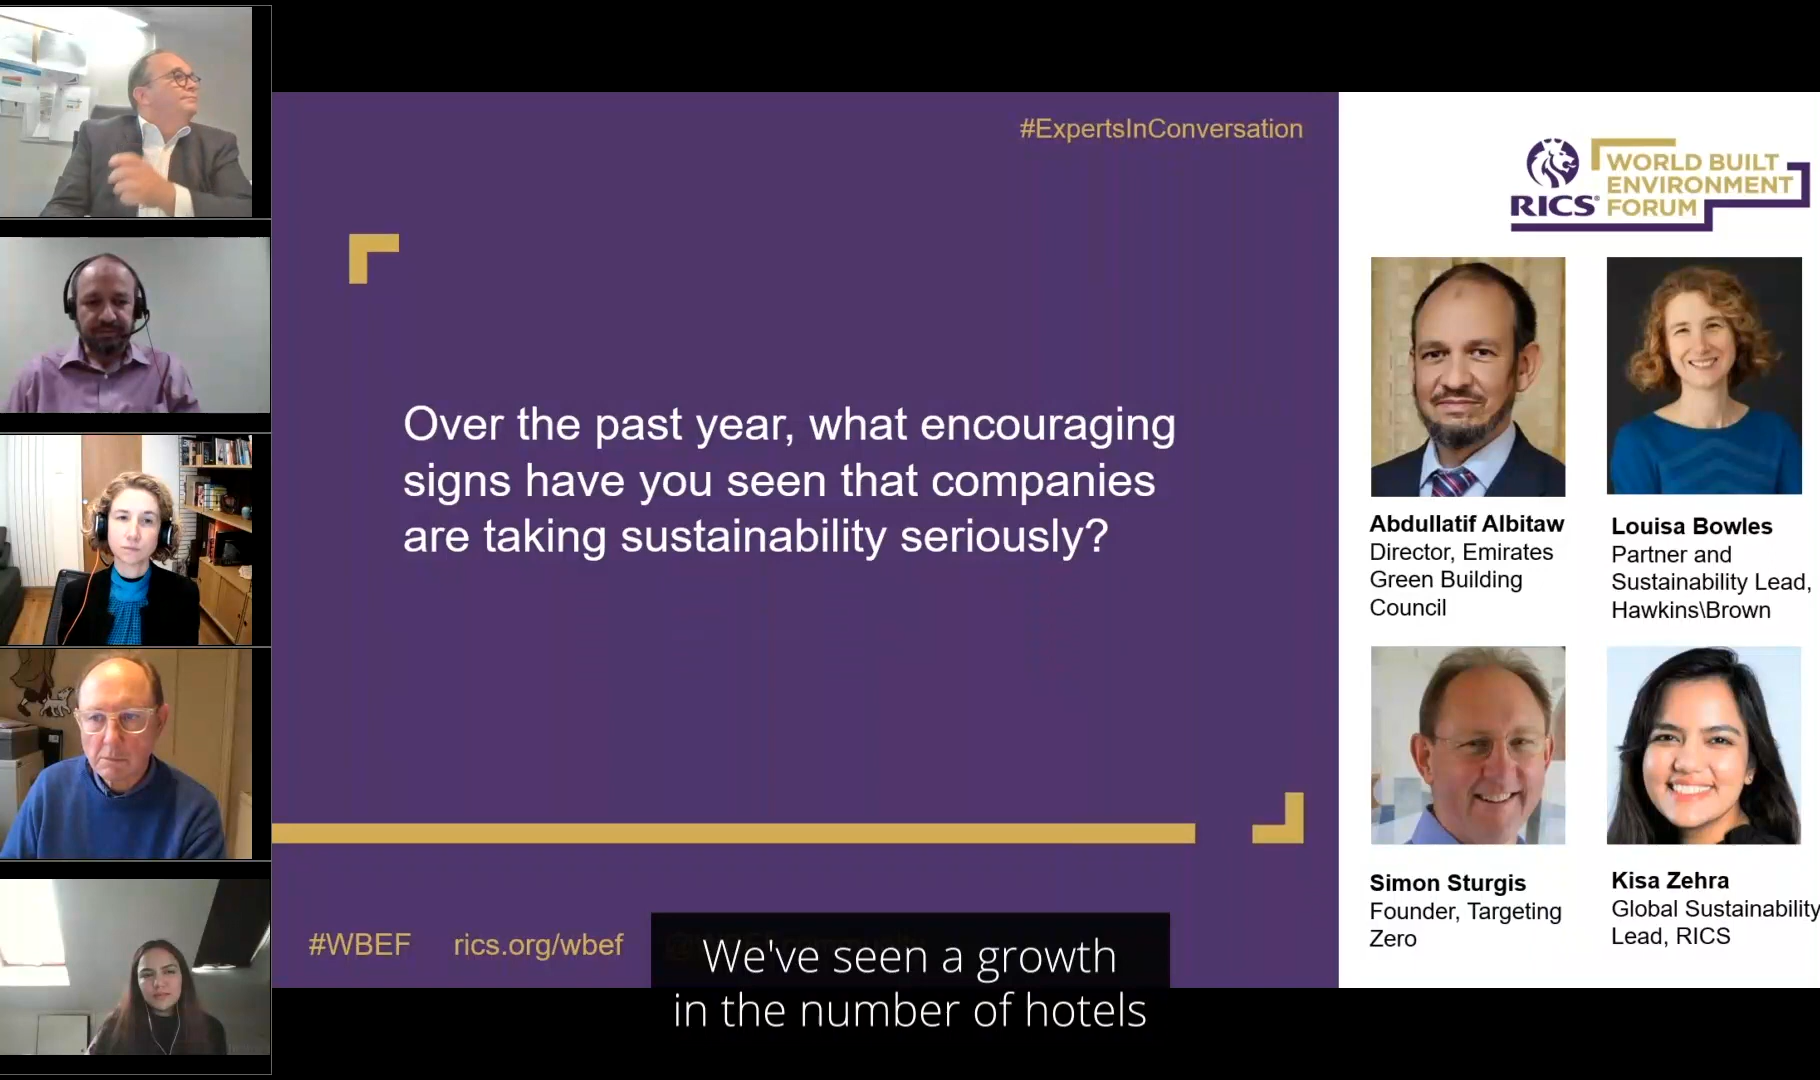 #ExpertsInConversation
Over the past year, what encouraging
signs have you seen that companies
are taking sustainability seriously?
#WBEF
rics.org/wbef
RICS®
WORLD BUILT
ENVIRONMENT
FORUM
Abdullatif Albitaw
Director, Emirates
Green Building
Council
Louisa Bowles
Partner and
Sustainability Lead,
Hawkins\Brown
Simon Sturgis
Founder, Targeting
Zero
Kisa Zehra
Global Sustainability
Lead, RICS
We've seen a growth
in the number of hotels